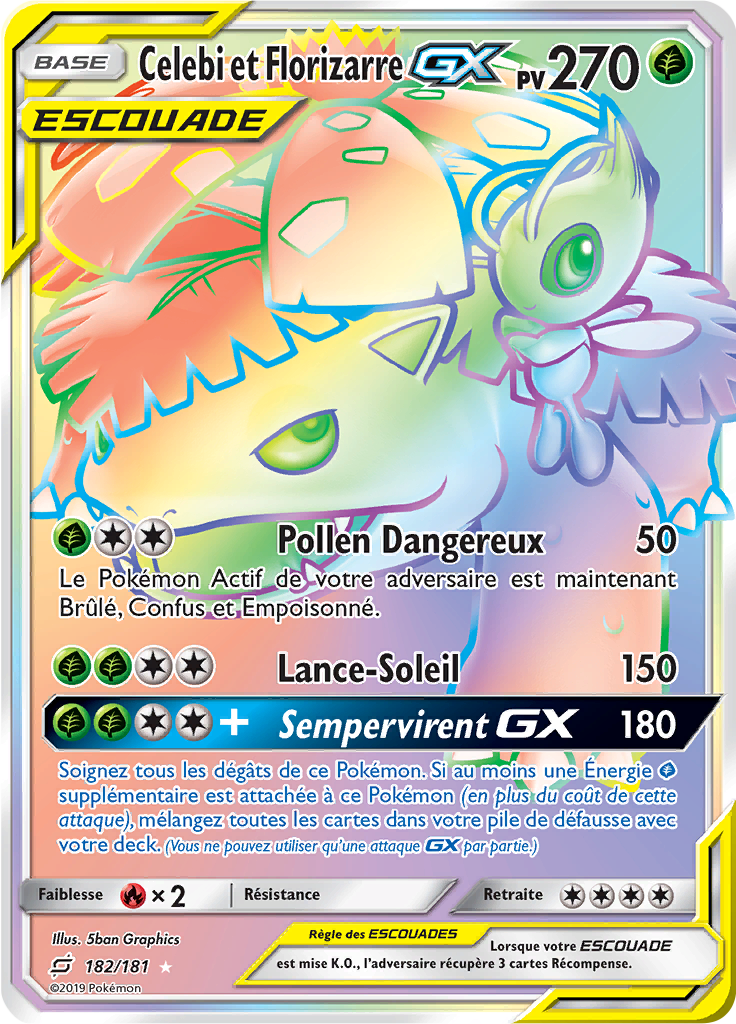 BASE Celebi et Florizarre GX PV 270
ESCOUADE
Pollen Dangereux 50
Le Pokémon Actif de votre adversaire est maintenant
Brûlé, Confus et Empoisonné.
Lance-Soleil 150
+ Sempervirent GX 180
Soignez tous les dégâts de ce Pokémon. Si au moins une Énergie
supplémentaire est attachée à ce Pokémon (en plus du coût de cette
attaque), mélangez toutes les cartes dans votre pile de défausse avec
votre deck. (Vous ne pouvez utiliser qu'une attaque GX par partie.)
Faiblesse × 2 Résistance Retraite
Illus. 5ban Graphics
182/181
©2019 Pokémon
Règle des ESCOUADES
Lorsque votre ESCOUADE
est mise K.O., l'adversaire récupère 3 cartes Récompense.